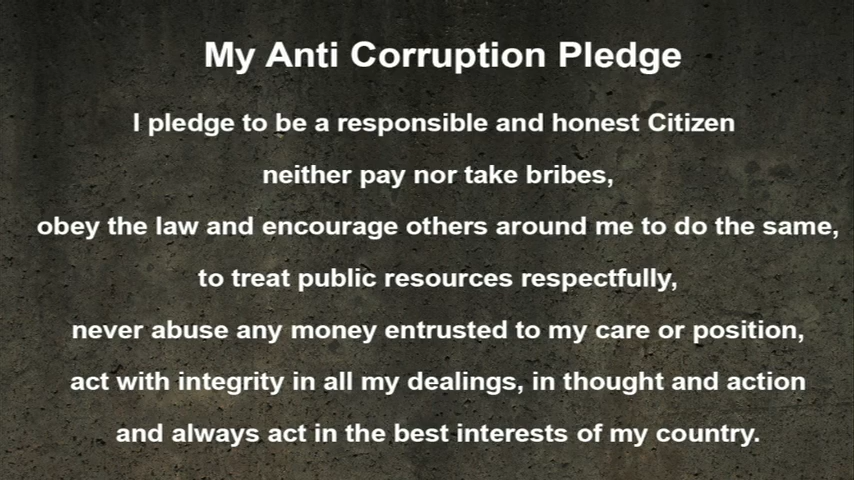 My Anti Corruption Pledge
I pledge to be a responsible and honest Citizen
neither pay nor take bribes,
obey the law and encourage others around me to do the same,
to treat public resources respectfully,
never abuse any money entrusted to my care or position,
act with integrity in all my dealings, in thought and action
and always act in the best interests of my country.